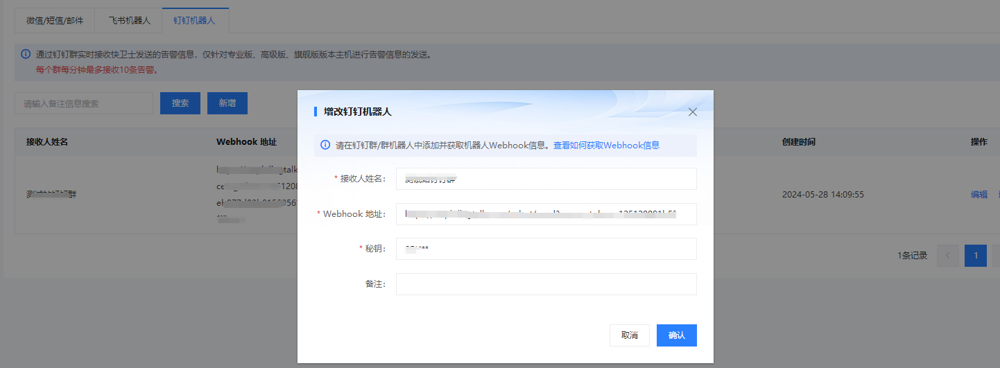 微信/短信/邮件
飞书机器人
钉钉机器人
通过钉钉群实时接收快卫士发送的告警信息，仅针对专业版、高级版、旗舰版版本主机进行告警信息的发送。
每个群每分钟最多接收10条告警。
请输入备注信息搜索
搜索
新增
接收人姓名
Webhook 地址
创建时间
操作
2024-05-28 14:09:55
编辑
1条记录
1
增改钉钉机器人
请在钉钉群/群机器人中添加并获取机器人Webhook信息。查看如何获取Webhook信息
* 接收人姓名：
* Webhook 地址：
* 秘钥：
备注：
取消
确认